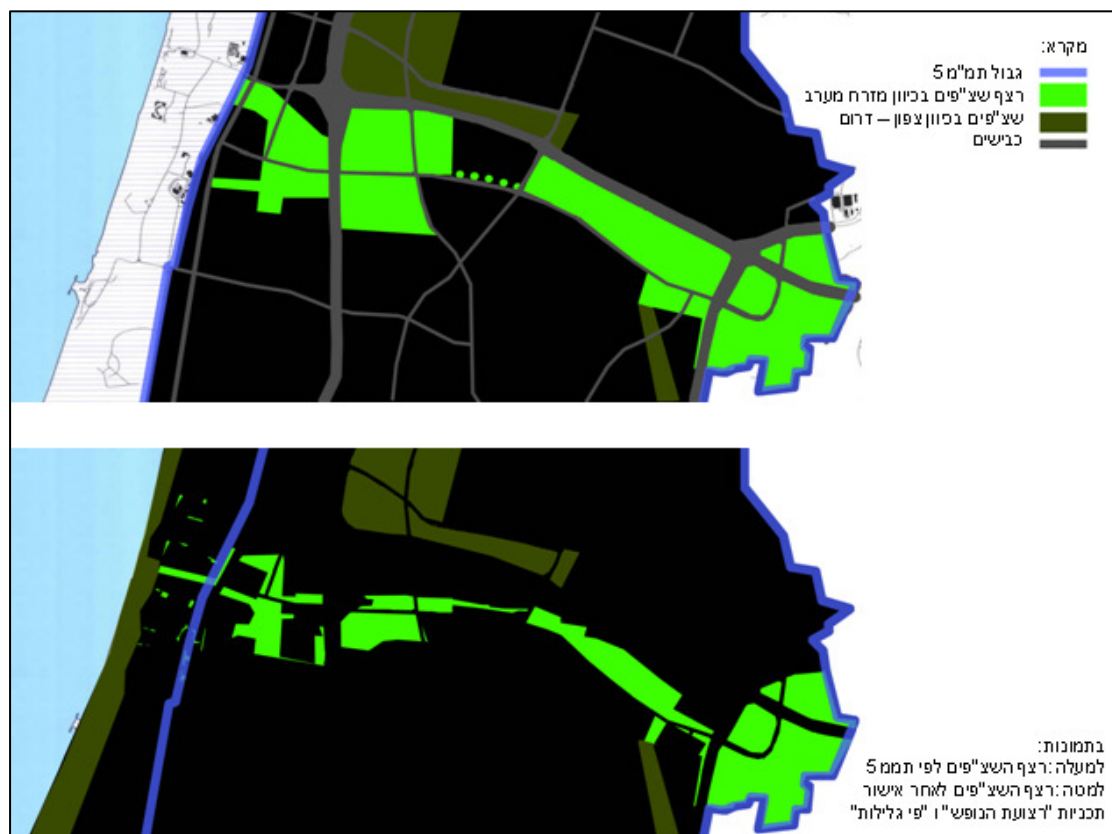 מקרא:
גבול תמ"מ 5
רצף שצ"פים בכיוון מזרח מערב
שצ"פים בכיוון צפון – דרום
כבישים
בתמונות:
למעלה: רצף השצ"פים לפי תממ 5
למטה: רצף השצ"פים לאחר אישור
תכניות "רצועת הנופש" ו "פי גלילות"